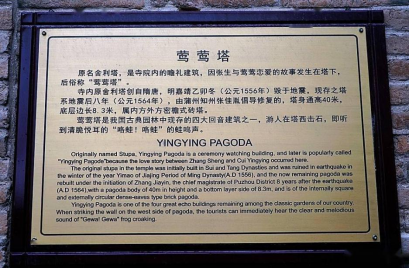 莺莺塔
原名舍利塔，是寺院内的瞻礼建筑，因张生与莺莺恋爱的故事发生在塔下，
后俗称“莺莺塔”。
寺内原舍利塔创自隋唐，明嘉靖乙卯冬（公元1556年）毁于地震，现存之塔
系地震后八年（公元1564年），由蒲州知州张佳胤倡导修复的，塔身通高40米，
底层边长8.3米，属内方外方密檐式砖塔。
莺莺塔是我国古典园林中现存的四大回音建筑之一，游人在塔西击石，即听
到清脆悦耳的“咯蛙！咯蛙”的蛙鸣声。
YINGYING PAGODA
Originally named Stupa, Yingying Pagoda is a ceremony watching building, and later is popularly called
"Yingying Pagoda"because the love story between Zhang Sheng and Cui Yingying occurred here.
The original stupa in the temple was initially built in Sui and Tang Dynasties and was ruined in earthquake in
the winter of the year Yimao of Jiajing Period of Ming Dynasty(A.D 1556), and the now remaining pagoda was
rebuilt under the initiation of Zhang Jiayin, the chief magistrate of Puzhou District 8 years after the earthquake
(A.D 1564),with a pagoda body of 40m in height and a bottom layer side of 8.3m, and is of the internally square
and externally circular dense-eaves type brick pagoda.
Yingying Pagoda is one of the four great echo buildings remaining among the classic gardens of our country.
When striking the wall on the west side of pagoda, the tourists can immediately hear the clear and melodious
sound of "Gewa! Gewa" frog croaking.